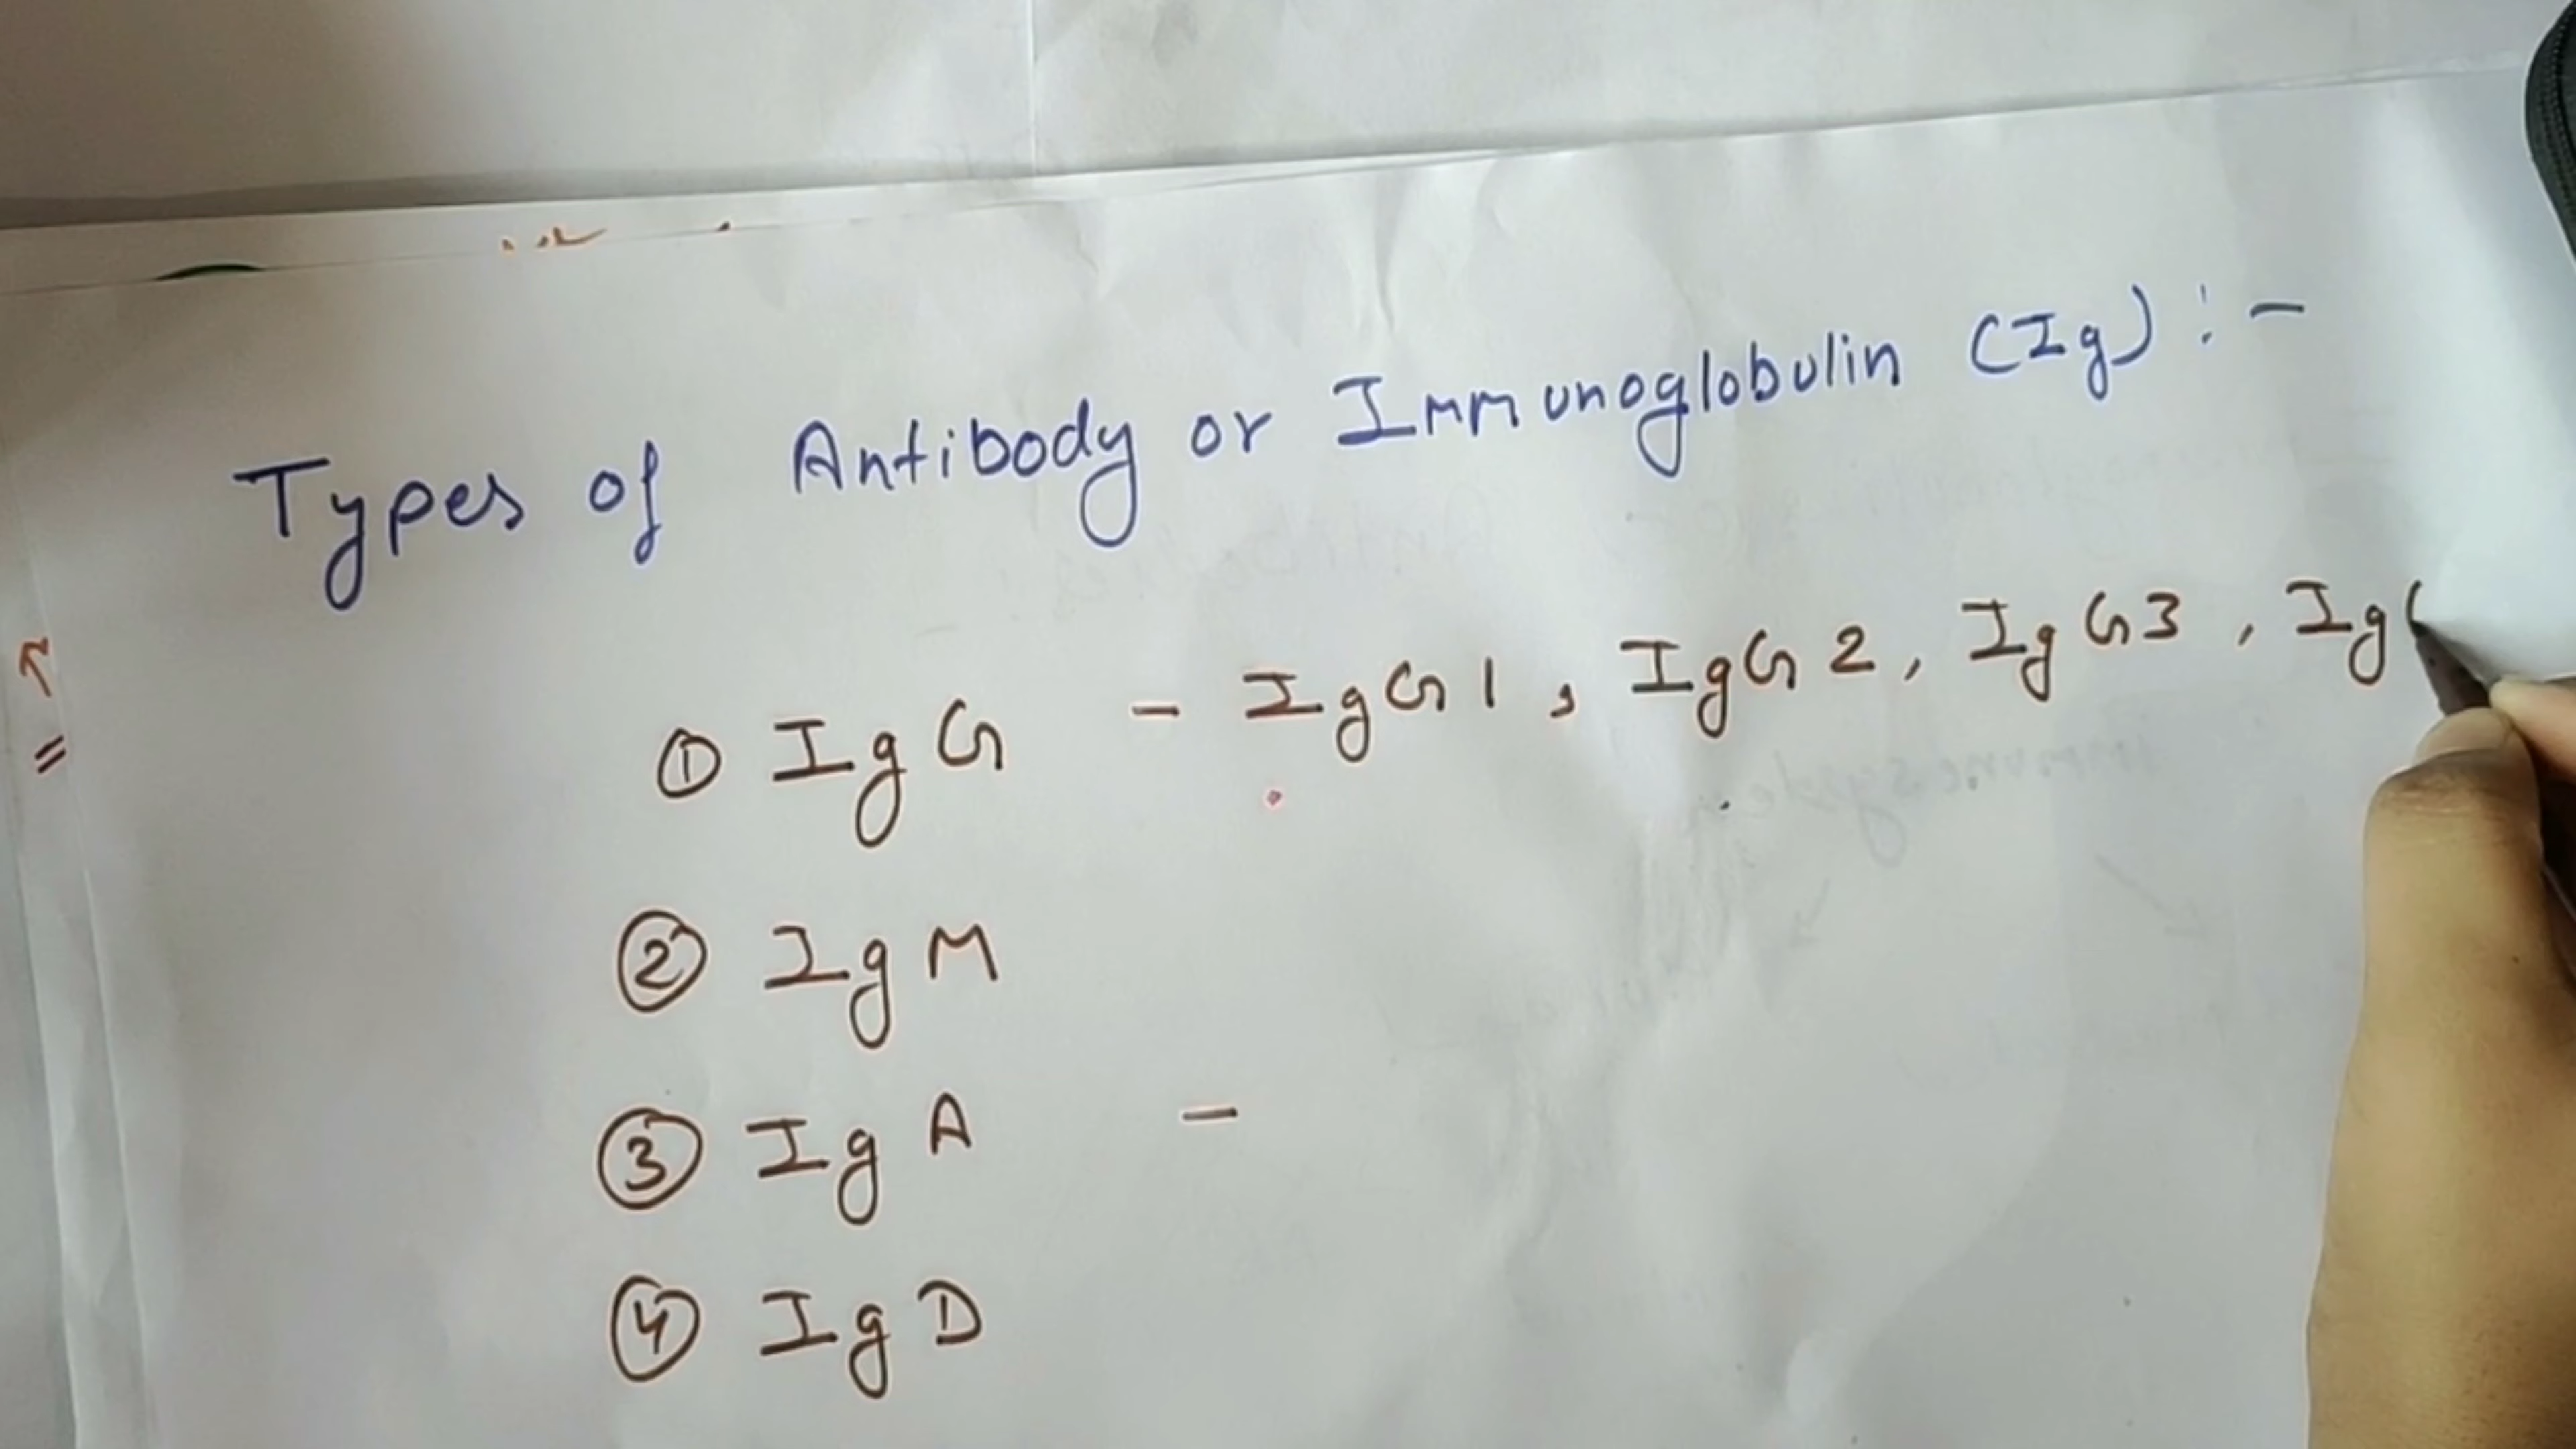 Types of Antibody or Immunoglobulin (Ig) :-
① IgG - IgG1, IgG2, IgG3, Ig
② IgM
③ IgA -
④ IgD